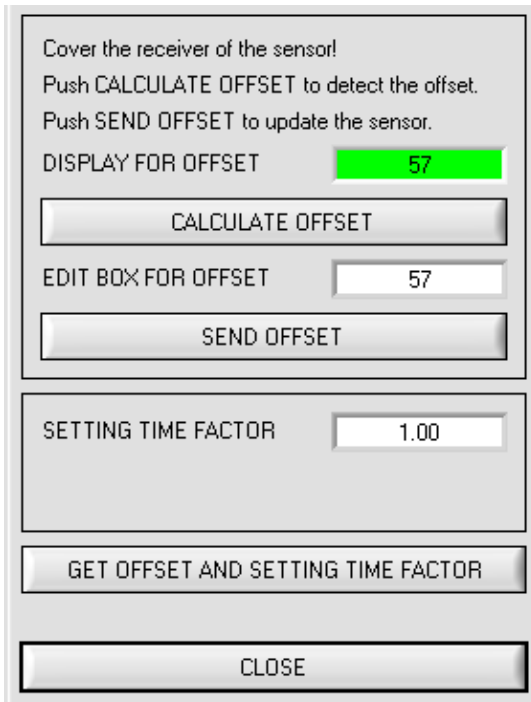 Cover the receiver of the sensor!
Push CALCULATE OFFSET to detect the offset.
Push SEND OFFSET to update the sensor.
DISPLAY FOR OFFSET 57
CALCULATE OFFSET
EDIT BOX FOR OFFSET 57
SEND OFFSET
SETTING TIME FACTOR 1.00
GET OFFSET AND SETTING TIME FACTOR
CLOSE